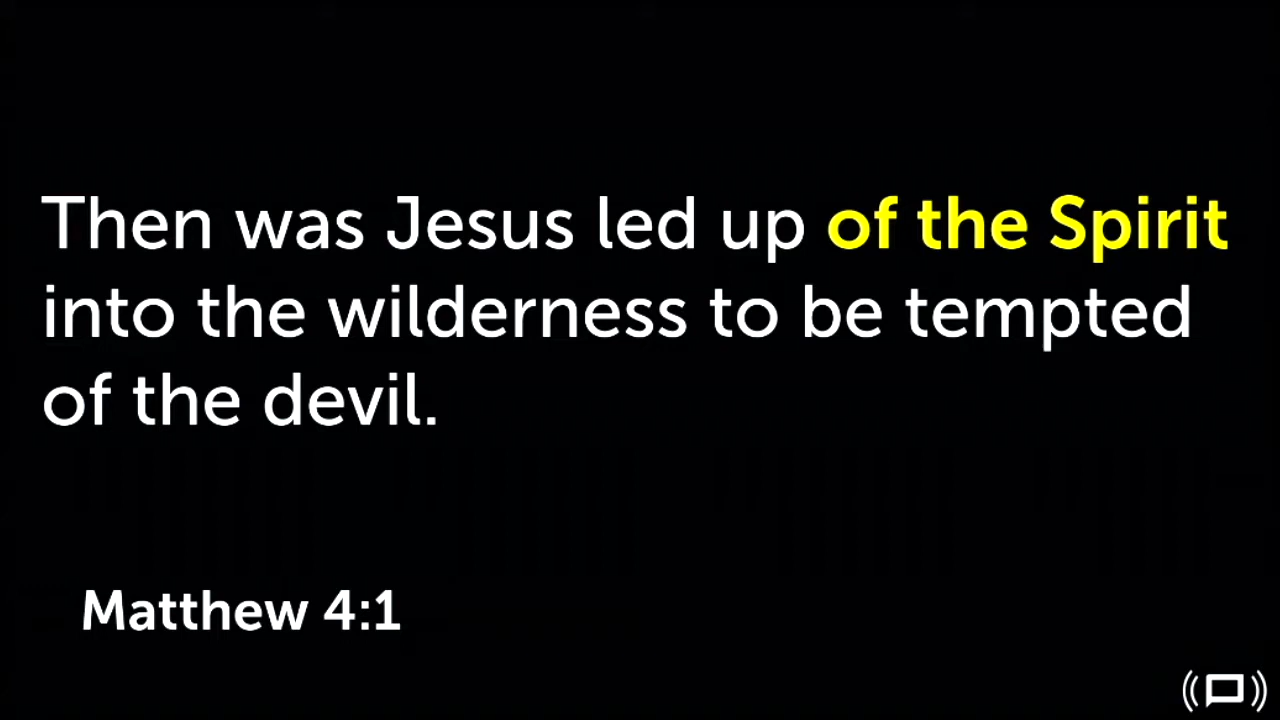 Then was Jesus led up of the Spirit
into the wilderness to be tempted
of the devil.
Matthew 4:1